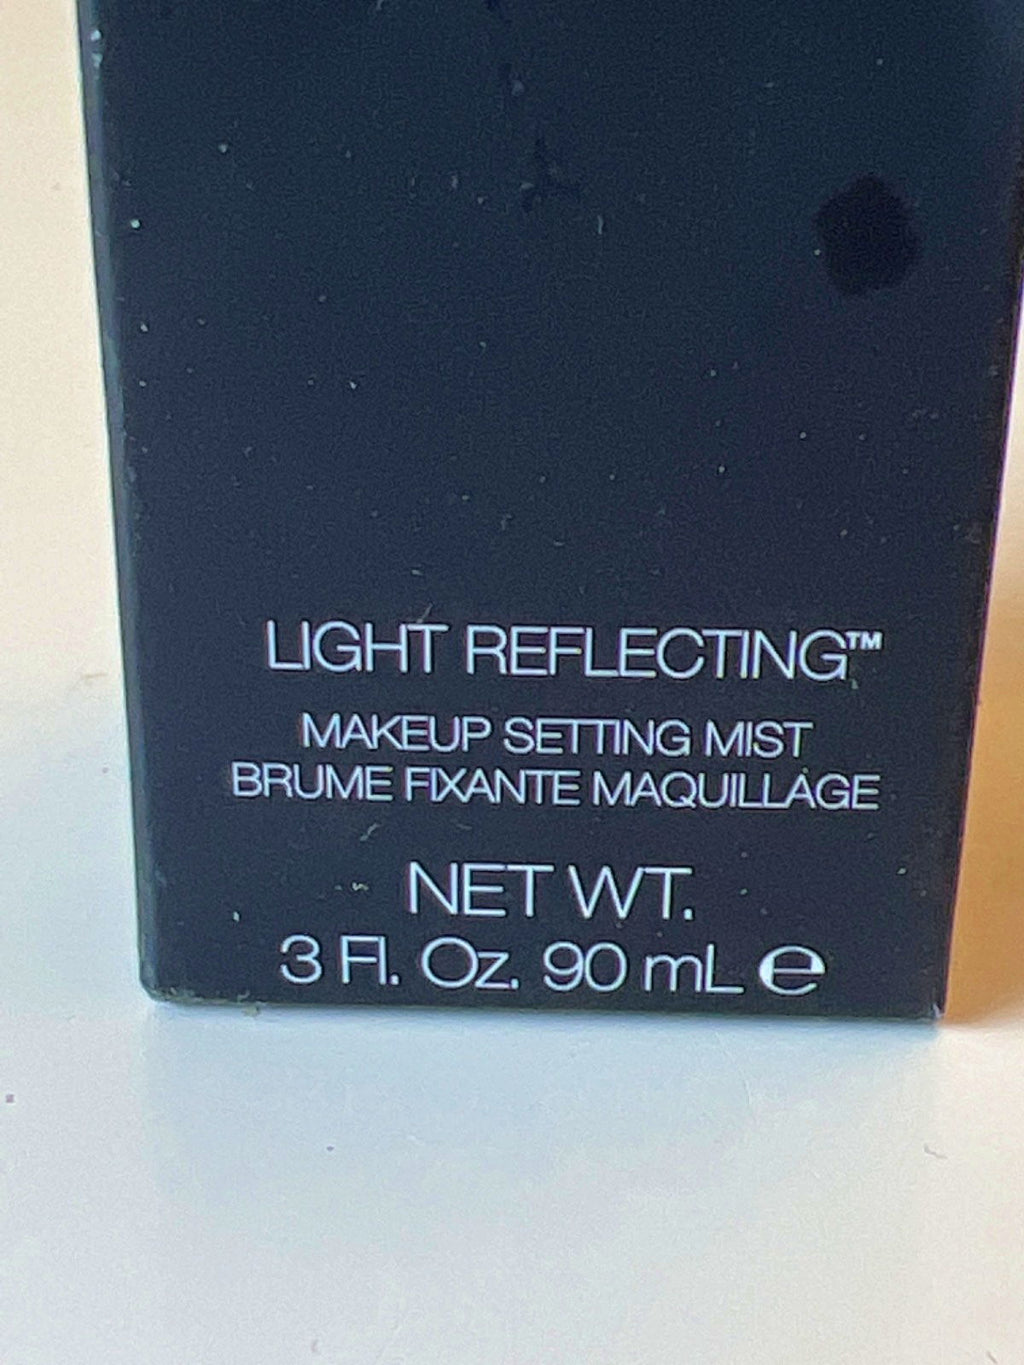 LIGHT REFLECTING™
MAKEUP SETTING MIST
BRUME FIXANTE MAQUILLAGE
NET WT.
3 Fl. Oz. 90 mL ℮